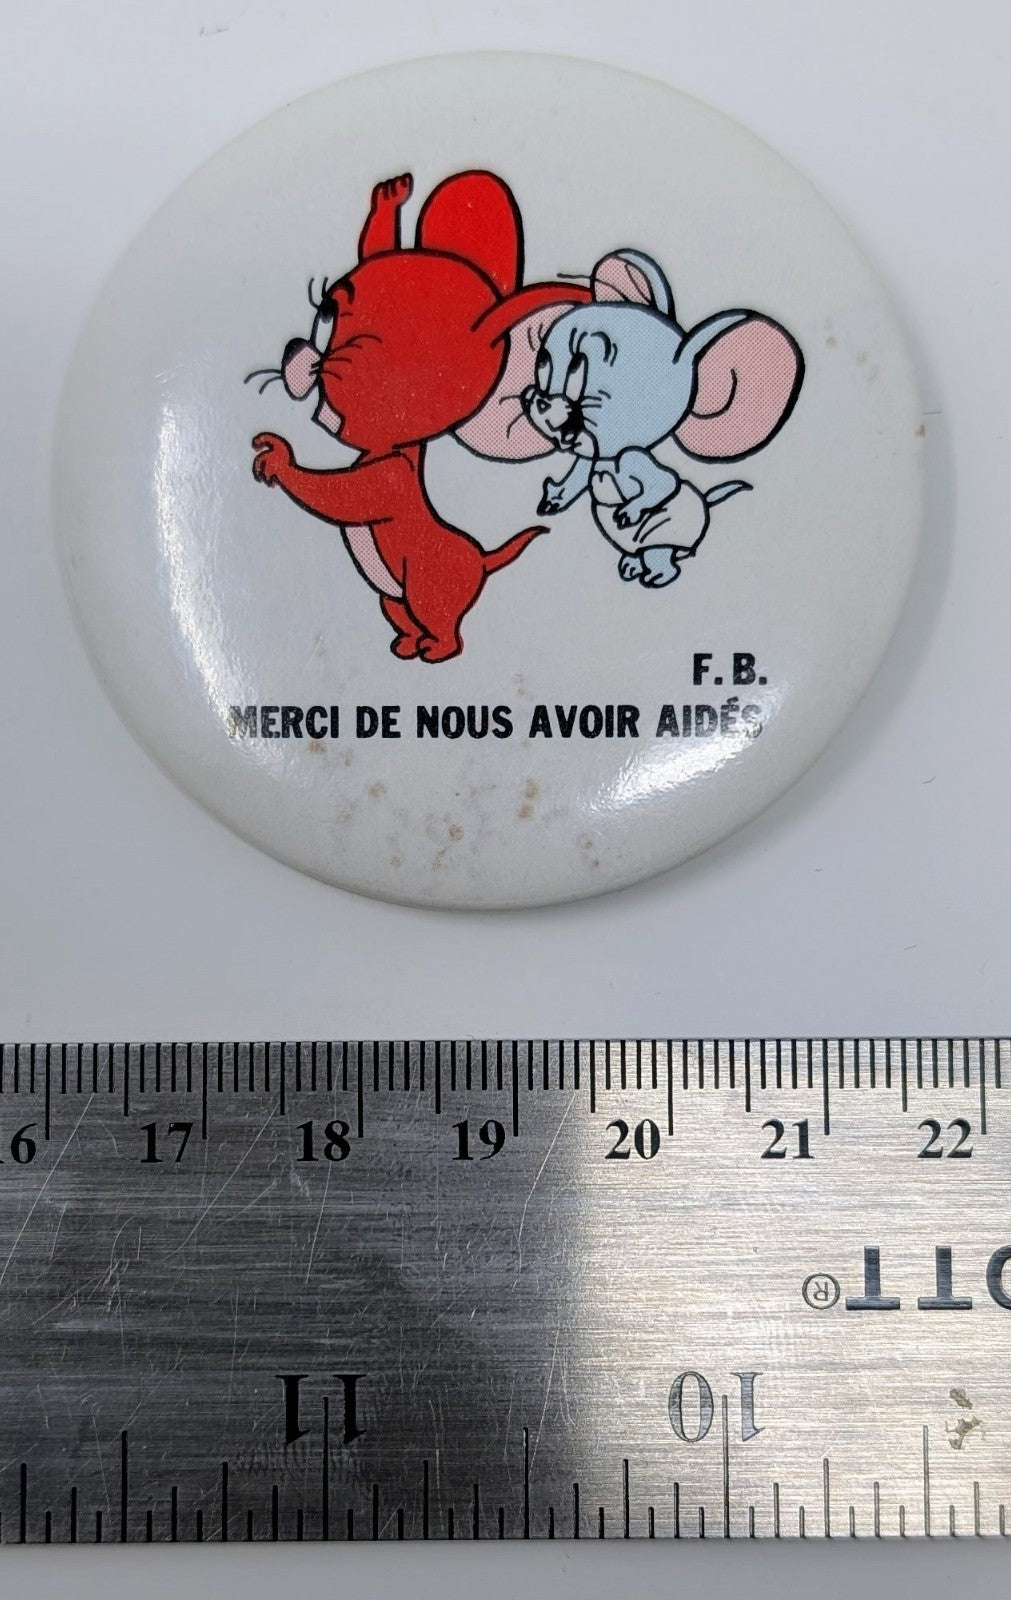 F. B.
MERCI DE NOUS AVOIR AIDÉS
16 17 18 19 20 21 22
®
11 10